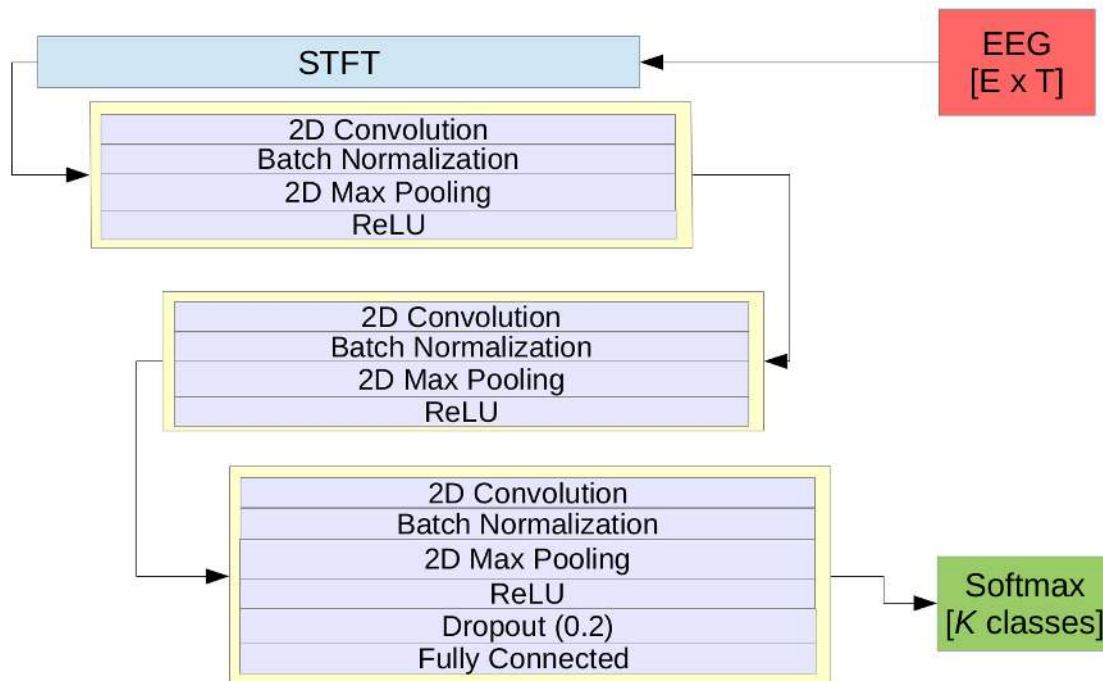 STFT
EEG
[E x T]
2D Convolution
Batch Normalization
2D Max Pooling
ReLU
2D Convolution
Batch Normalization
2D Max Pooling
ReLU
2D Convolution
Batch Normalization
2D Max Pooling
ReLU
Dropout (0.2)
Fully Connected
Softmax
[K classes]